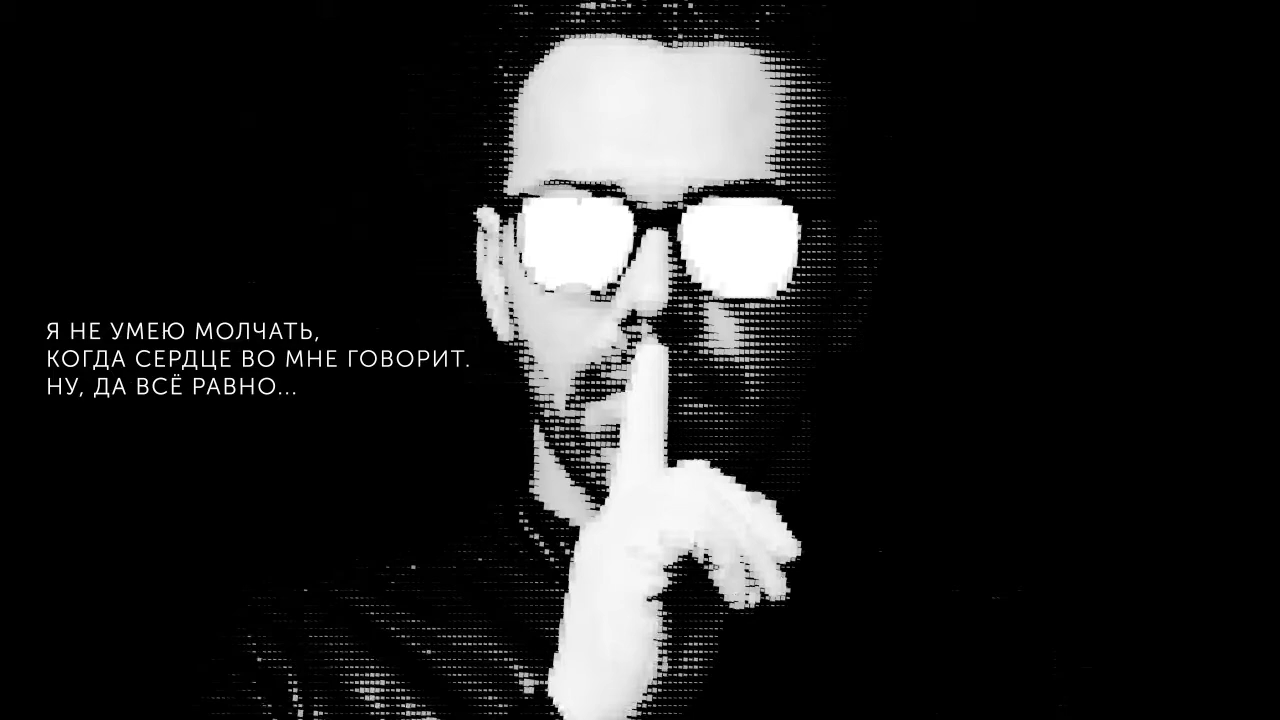 Я НЕ УМЕЮ МОЛЧАТЬ,
КОГДА СЕРДЦЕ ВО МНЕ ГОВОРИТ.
НУ, ДА ВСЁ РАВНО...